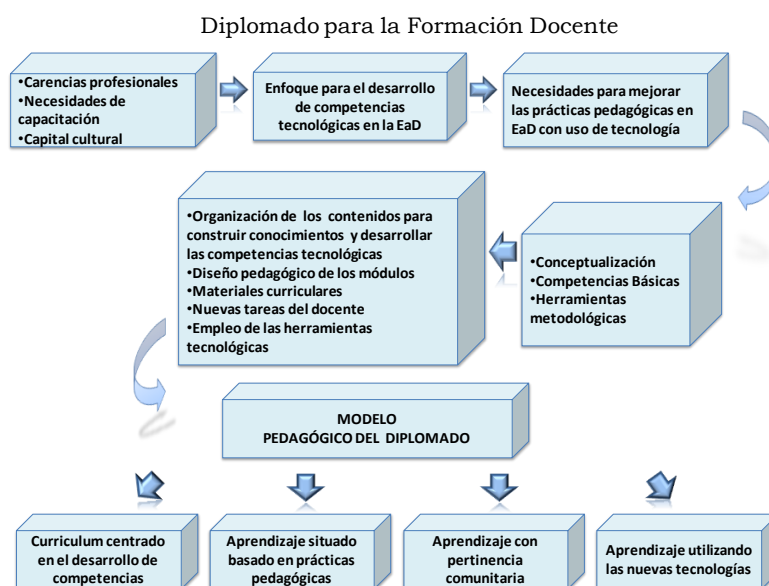 Diplomado para la Formación Docente
•Carencias profesionales
•Necesidades de
capacitación
•Capital cultural
Enfoque para el desarrollo
de competencias
tecnológicas en la EaD
Necesidades para mejorar
las prácticas pedagógicas en
EaD con uso de tecnología
•Organización de los contenidos para
construir conocimientos y desarrollar
las competencias tecnológicas
•Diseño pedagógico de los módulos
•Materiales curriculares
•Nuevas tareas del docente
•Empleo de las herramientas
tecnológicas
•Conceptualización
•Competencias Básicas
•Herramientas
metodológicas
MODELO
PEDAGÓGICO DEL DIPLOMADO
Curriculum centrado
en el desarrollo de
competencias
Aprendizaje situado
basado en prácticas
pedagógicas
Aprendizaje con
pertinencia
comunitaria
Aprendizaje utilizando
las nuevas tecnologías